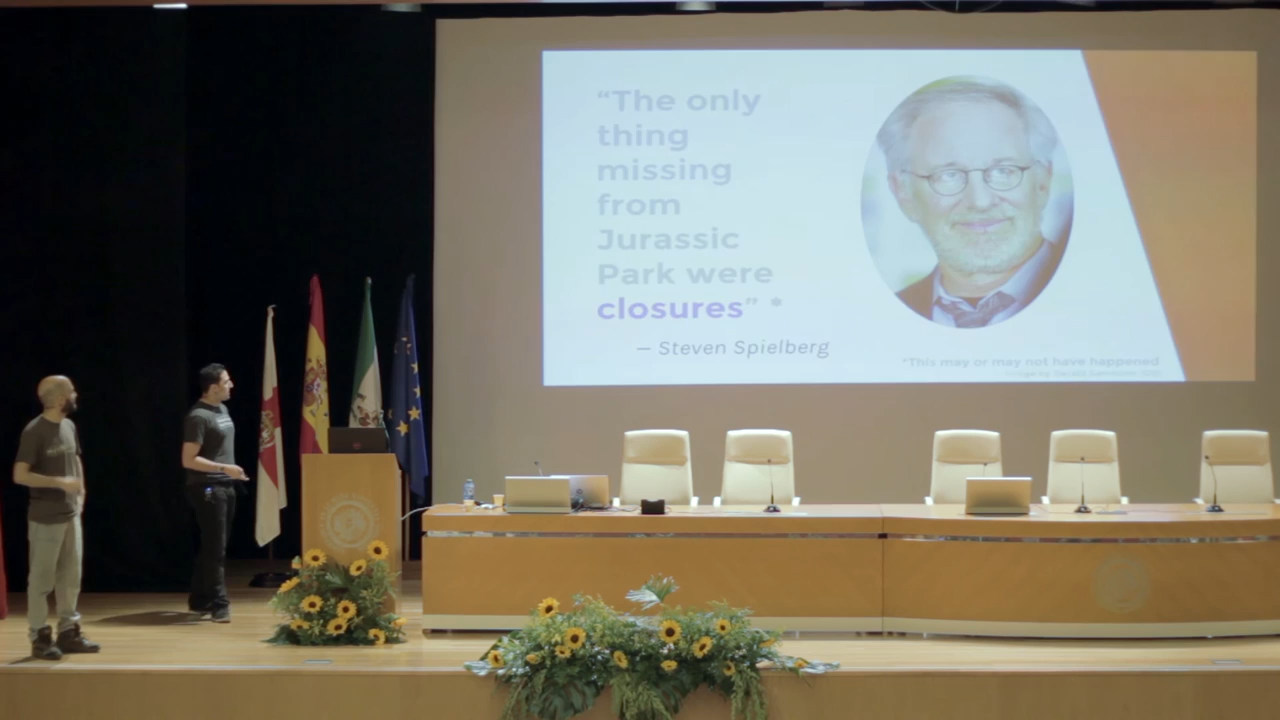 “The only
thing
missing
from
Jurassic
Park were
closures” *
— Steven Spielberg
*This may or may not have happened